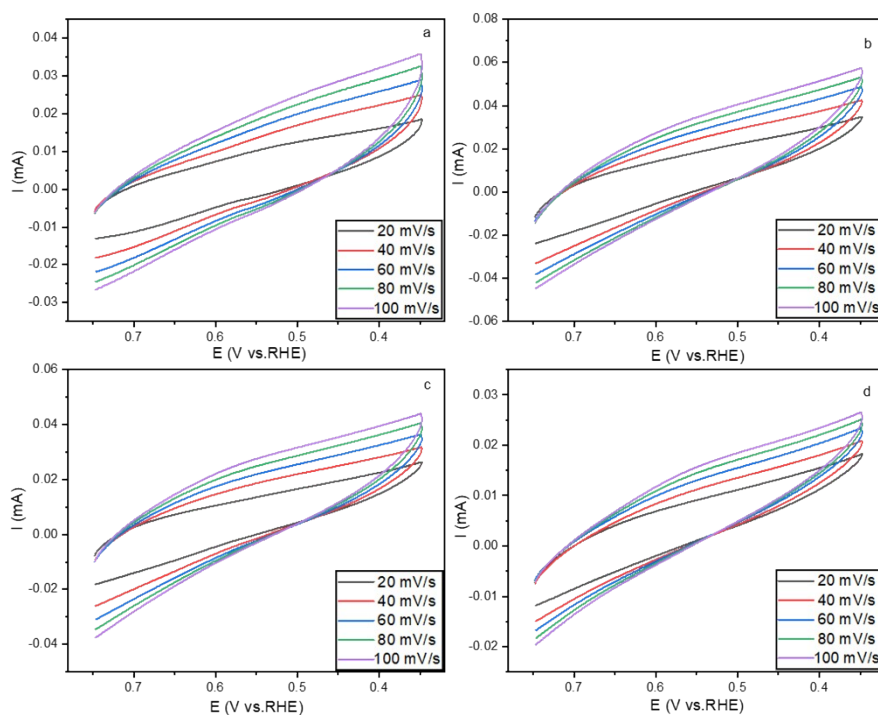 a
I (mA)
0.04
0.03
0.02
0.01
0.00
-0.01
-0.02
-0.03
20 mV/s
40 mV/s
60 mV/s
80 mV/s
100 mV/s
0.7
0.6
0.5
0.4
E (V vs.RHE)
b
I (mA)
0.08
0.06
0.04
0.02
0.00
-0.02
-0.04
-0.06
20 mV/s
40 mV/s
60 mV/s
80 mV/s
100 mV/s
0.7
0.6
0.5
0.4
E (V vs.RHE)
c
I (mA)
0.06
0.04
0.02
0.00
-0.02
-0.04
20 mV/s
40 mV/s
60 mV/s
80 mV/s
100 mV/s
0.7
0.6
0.5
0.4
E (V vs.RHE)
d
I (mA)
0.03
0.02
0.01
0.00
-0.01
-0.02
20 mV/s
40 mV/s
60 mV/s
80 mV/s
100 mV/s
0.7
0.6
0.5
0.4
E (V vs.RHE)